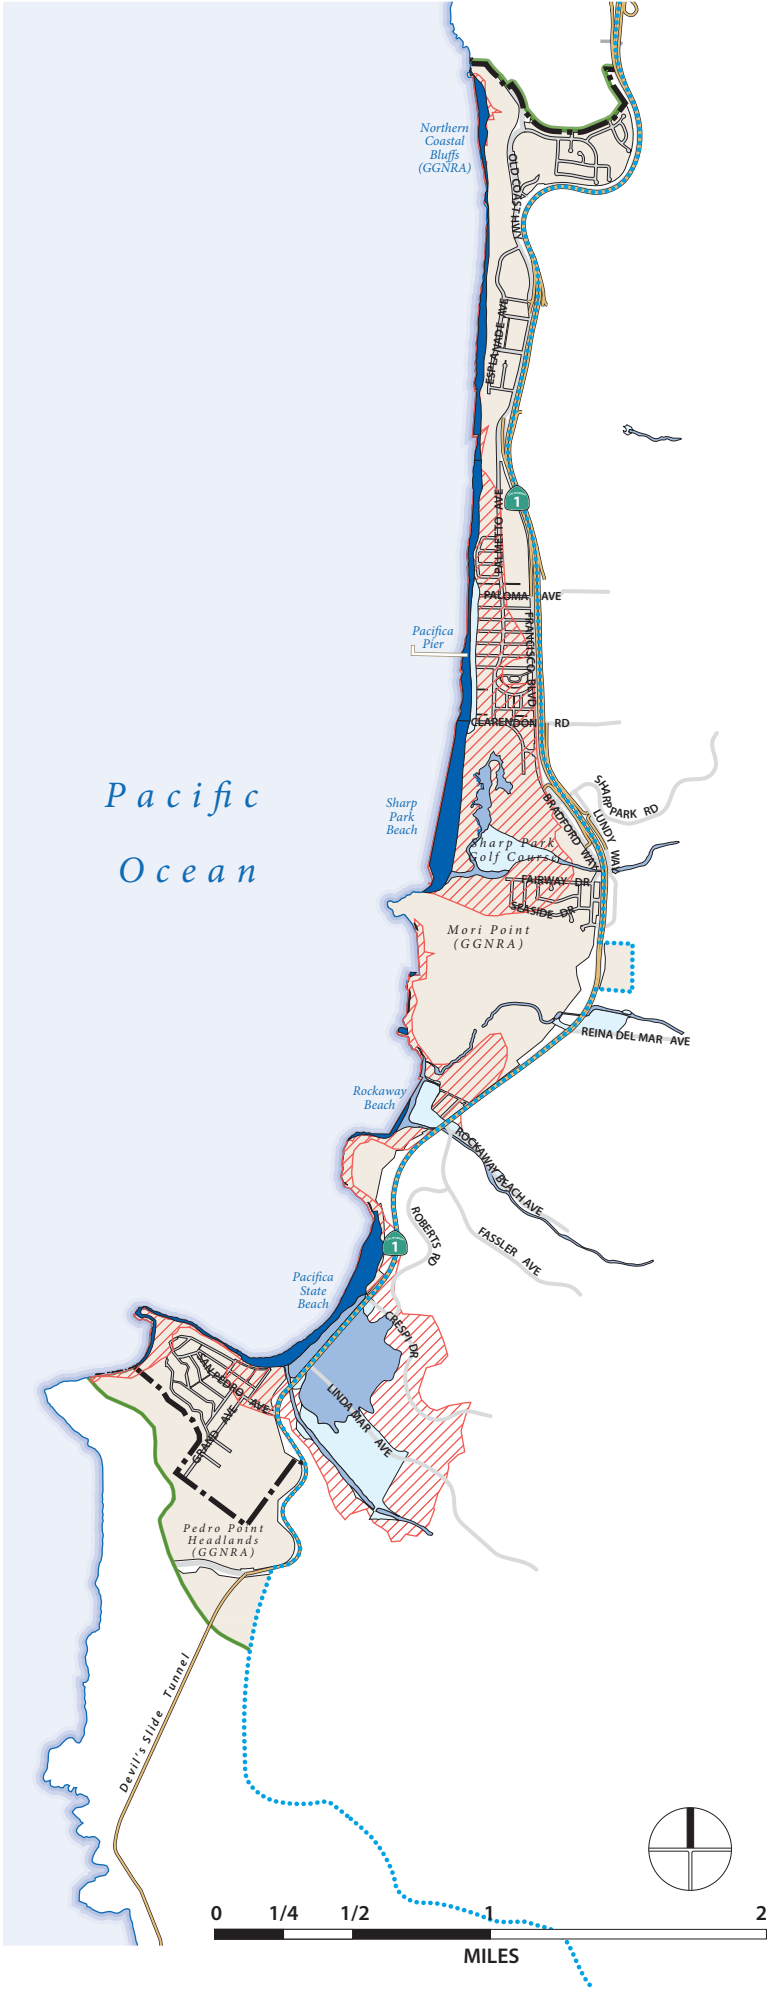 Northern
Coastal
Bluffs
(GGNRA)
OLD COAST HWY
ESPLANADE AVE
PALMETTO AVE
1
PALOMA AVE
FRANCISCO BLVD
Pacifica
Pier
CLARENDON RD
Pacific
Ocean
Sharp
Park
Beach
SHARP PARK RD
BRADFORD WAY
LUNDY WAY
Sharp Park
Golf Course
FAIRWAY DR
SEASIDE DR
Mori Point
(GGNRA)
REINA DEL MAR AVE
Rockaway
Beach
ROCKAWAY BEACH AVE
ROBERTS RD
FASSLER AVE
1
Pacifica
State
Beach
CRESPI DR
SAN PEDRO AVE
LINDA MAR AVE
GRAND AVE
Pedro Point
Headlands
(GGNRA)
Devil's Slide Tunnel
0 1/4 1/2 1 2
MILES